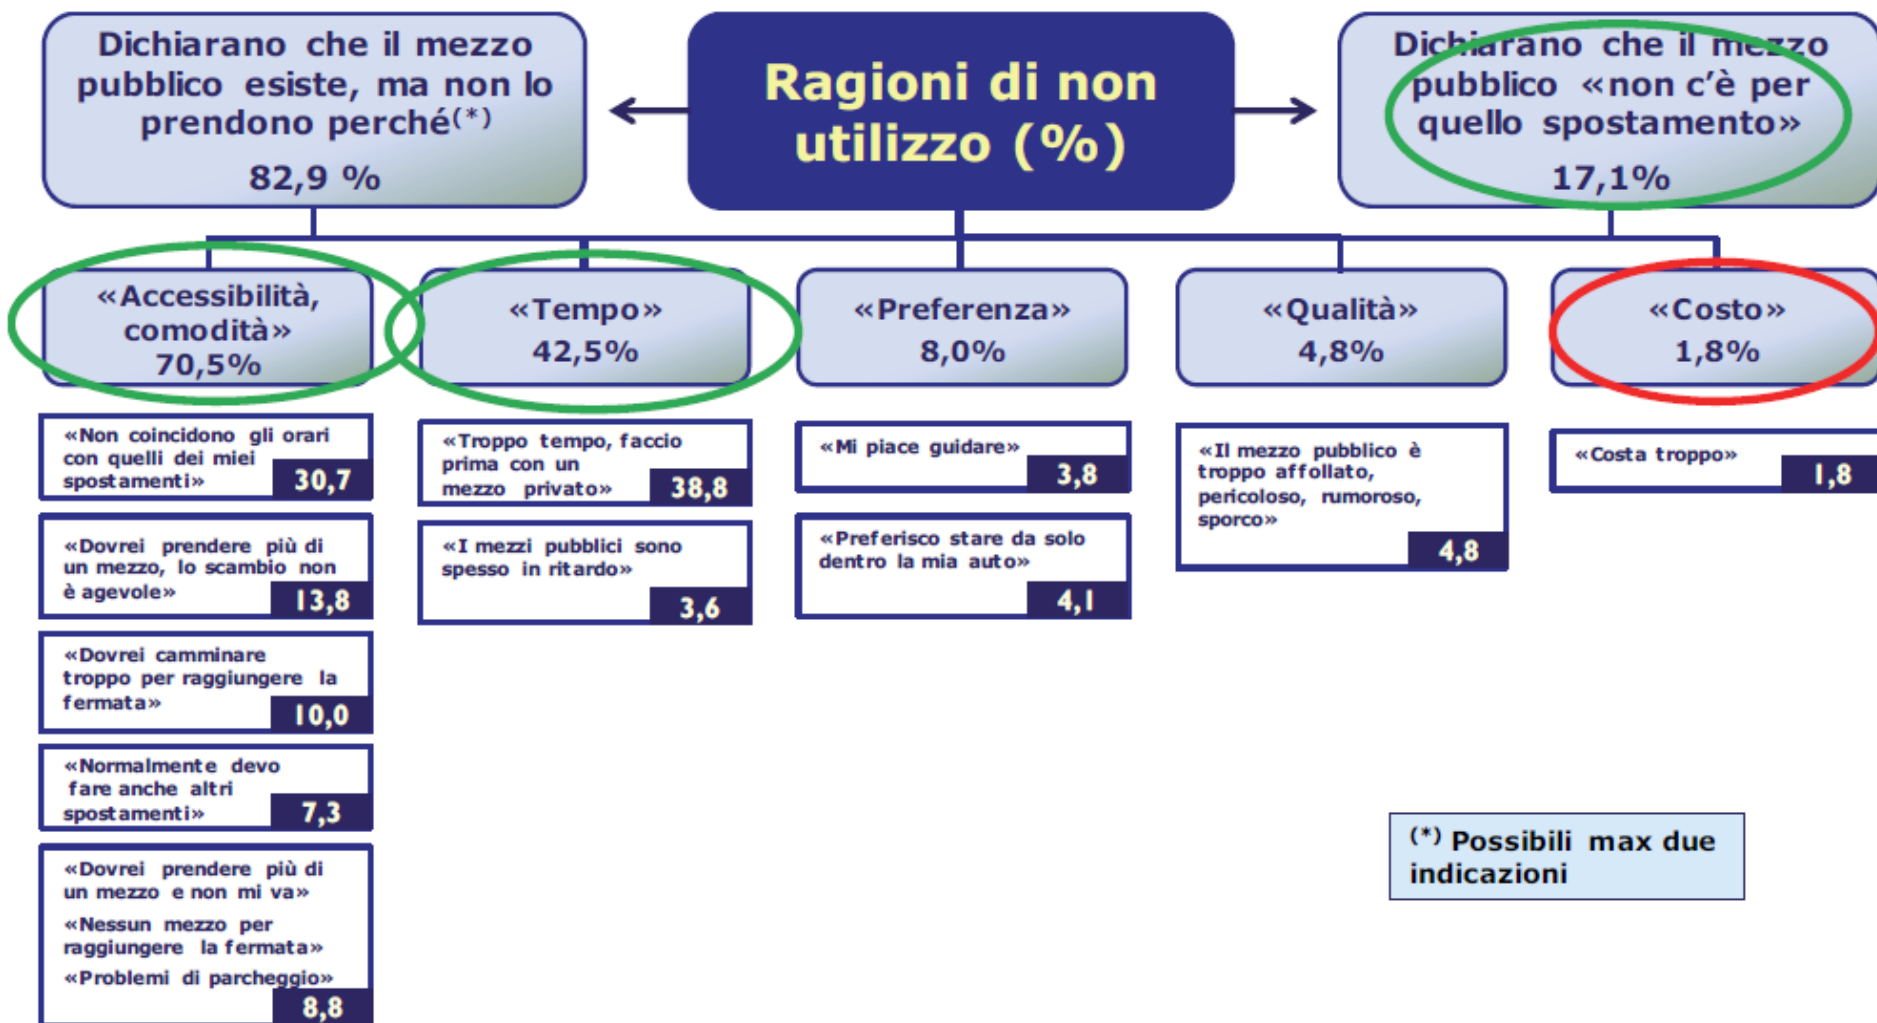 Dichiarano che il mezzo
pubblico esiste, ma non lo
prendono perché(*)
82,9 %
Ragioni di non
utilizzo (%)
Dichiarano che il mezzo
pubblico «non c'è per
quello spostamento»
17,1%
«Accessibilità,
comodità»
70,5%
«Tempo»
42,5%
«Preferenza»
8,0%
«Qualità»
4,8%
«Costo»
1,8%
«Non coincidono gli orari
con quelli dei miei
spostamenti»
30,7
«Dovrei prendere più di
un mezzo, lo scambio non
è agevole»
13,8
«Dovrei camminare
troppo per raggiungere la
fermata»
10,0
«Normalmente devo
fare anche altri
spostamenti»
7,3
«Dovrei prendere più di
un mezzo e non mi va»
«Nessun mezzo per
raggiungere la fermata»
«Problemi di parcheggio»
8,8
«Troppo tempo, faccio
prima con un
mezzo privato»
38,8
«I mezzi pubblici sono
spesso in ritardo»
3,6
«Mi piace guidare»
3,8
«Preferisco stare da solo
dentro la mia auto»
4,1
«Il mezzo pubblico è
troppo affollato,
pericoloso, rumoroso,
sporco»
4,8
«Costa troppo»
1,8
(*) Possibili max due
indicazioni